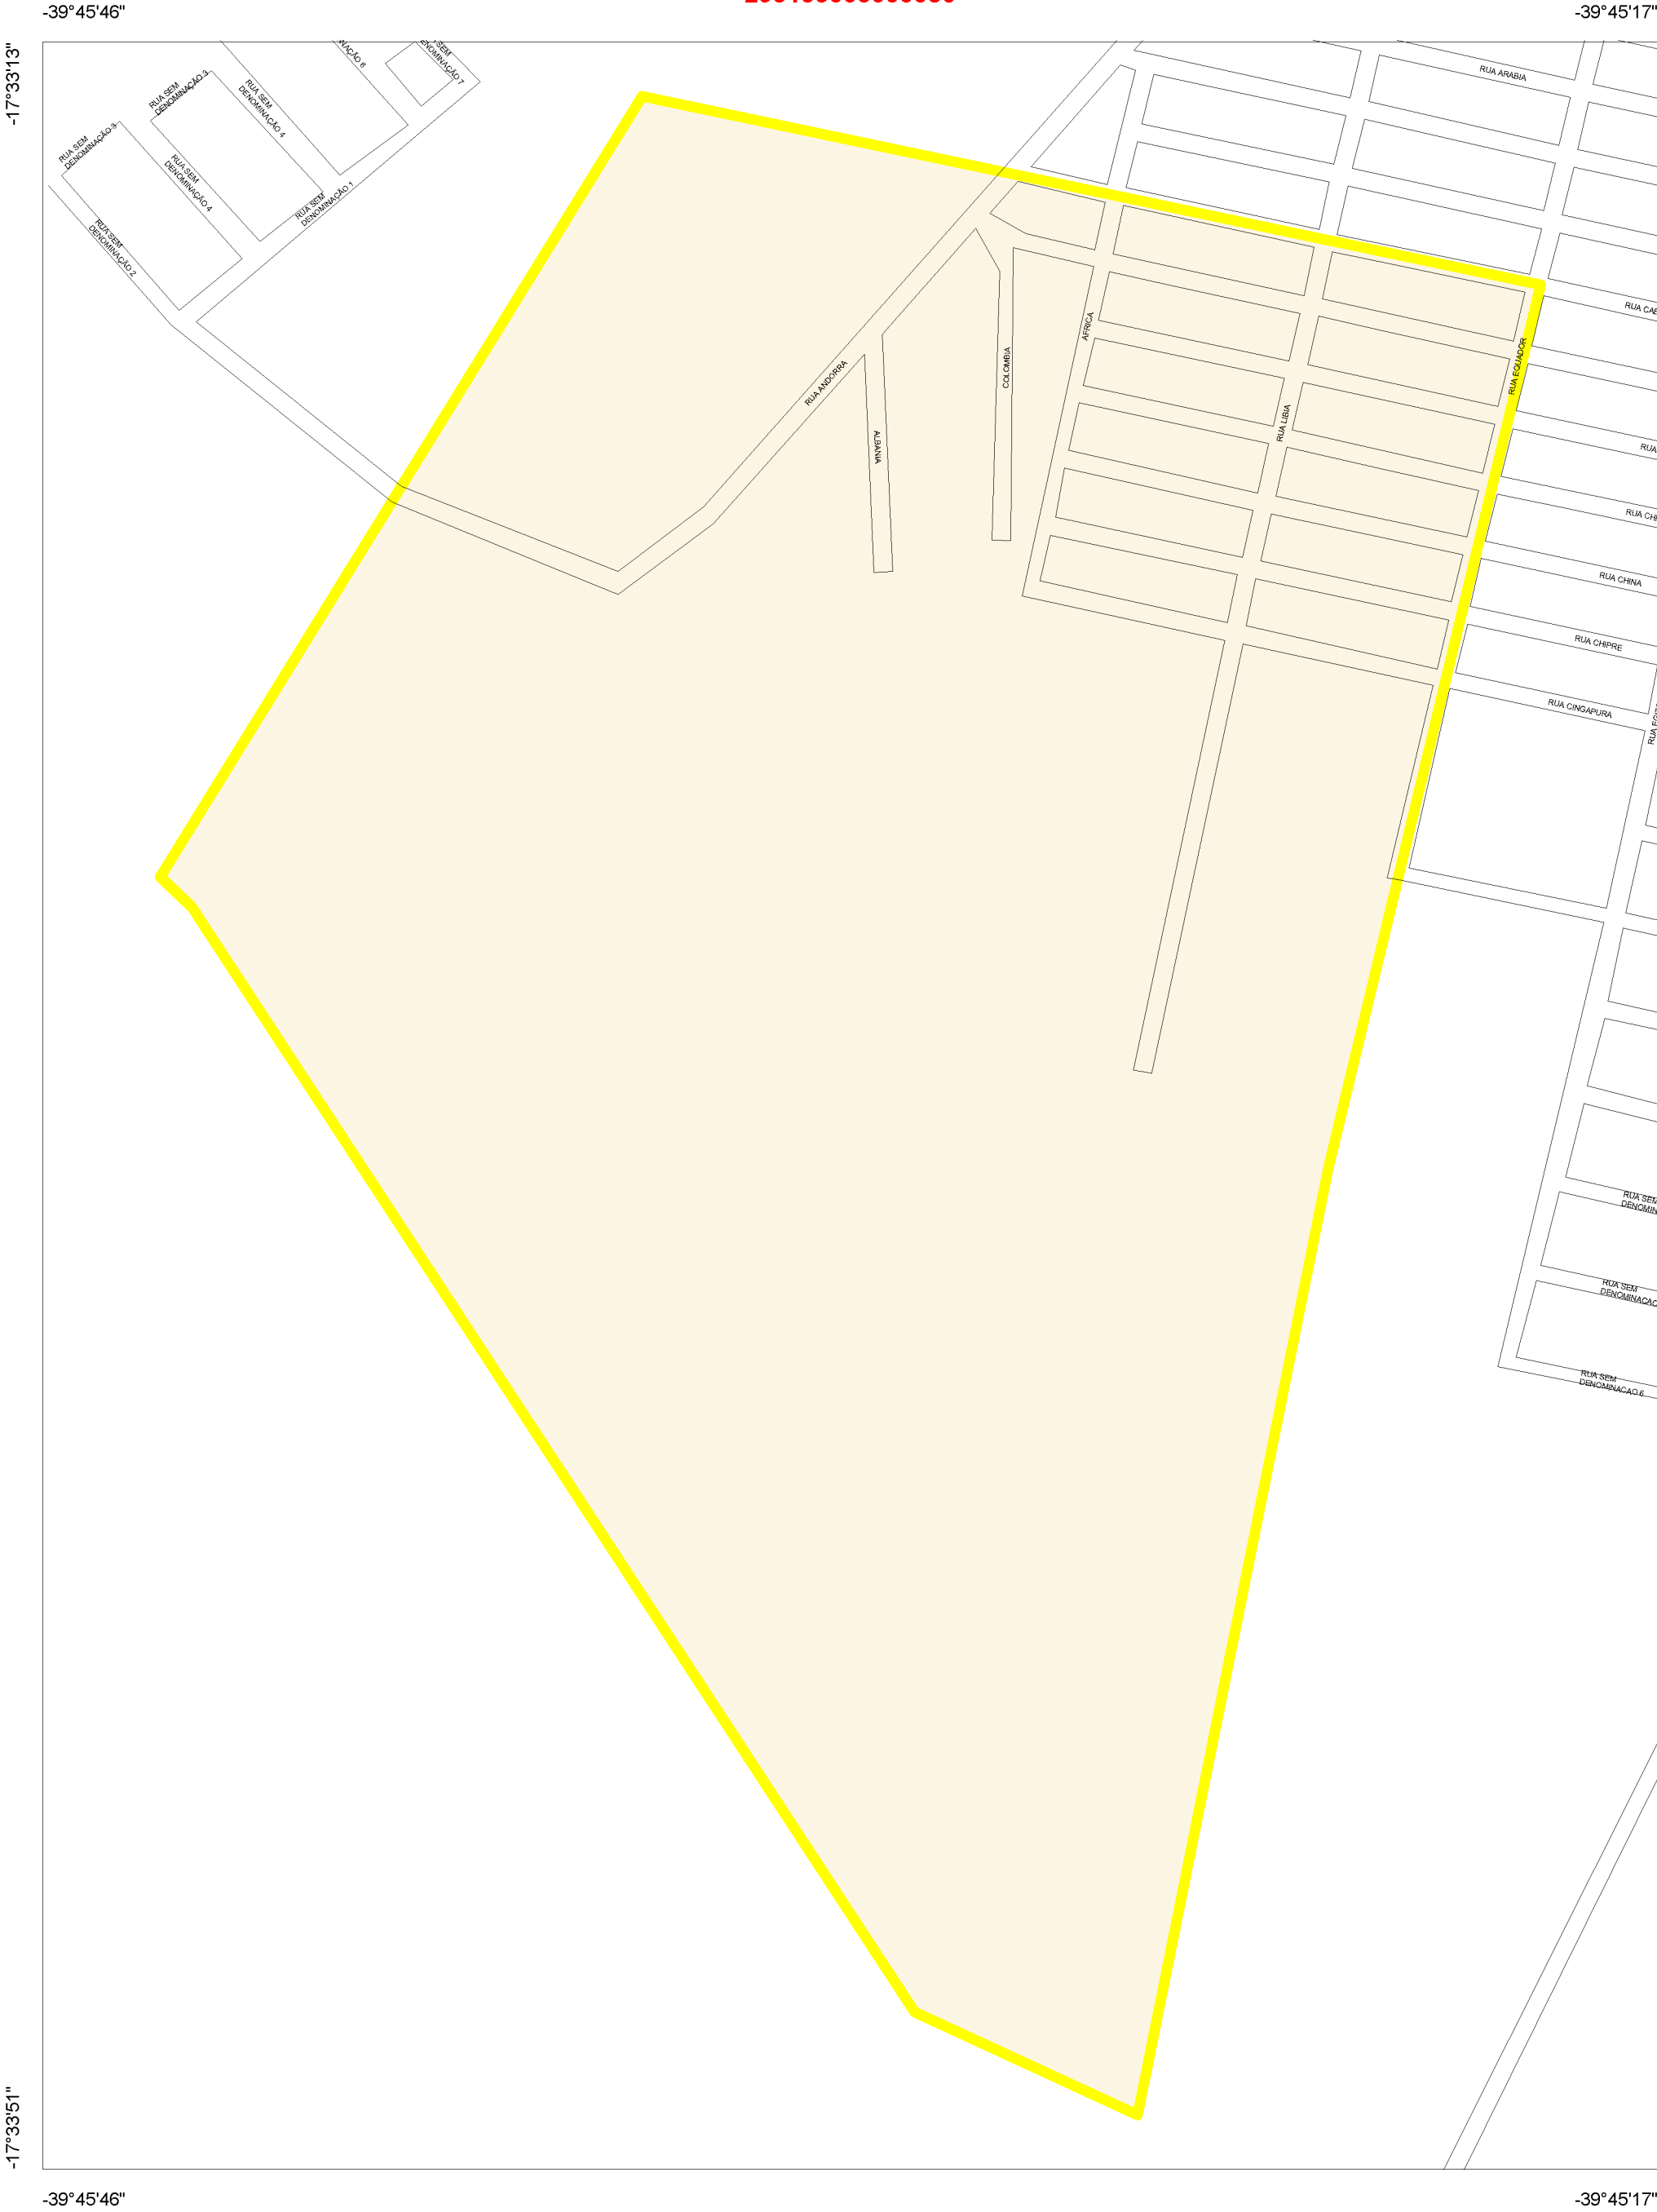 -39°45'46"
-39°45'17"
-17°33'13"
RUA ARABIA
RUA SEM
DENOMINAÇÃO 3
RUA SEM
DENOMINAÇÃO 4
NAÇÃO 6
RUA SEM
DENOMINAÇÃO 3
RUA SEM
DENOMINAÇÃO 4
RUA SEM
DENOMINAÇÃO 1
RUA SEM
DENOMINAÇÃO 2
AFRICA
RUA EQUADOR
COLOMBIA
RUA ANDORRA
RUA LIBIA
ALBANIA
RUA
RUA CHINA
RUA CHIPRE
RUA CINGAPURA
RUA SEM
RUA SEM
DENOMINACAO
RUA SEM
DENOMINACAO 6
-17°33'51"
-39°45'46"
-39°45'17"